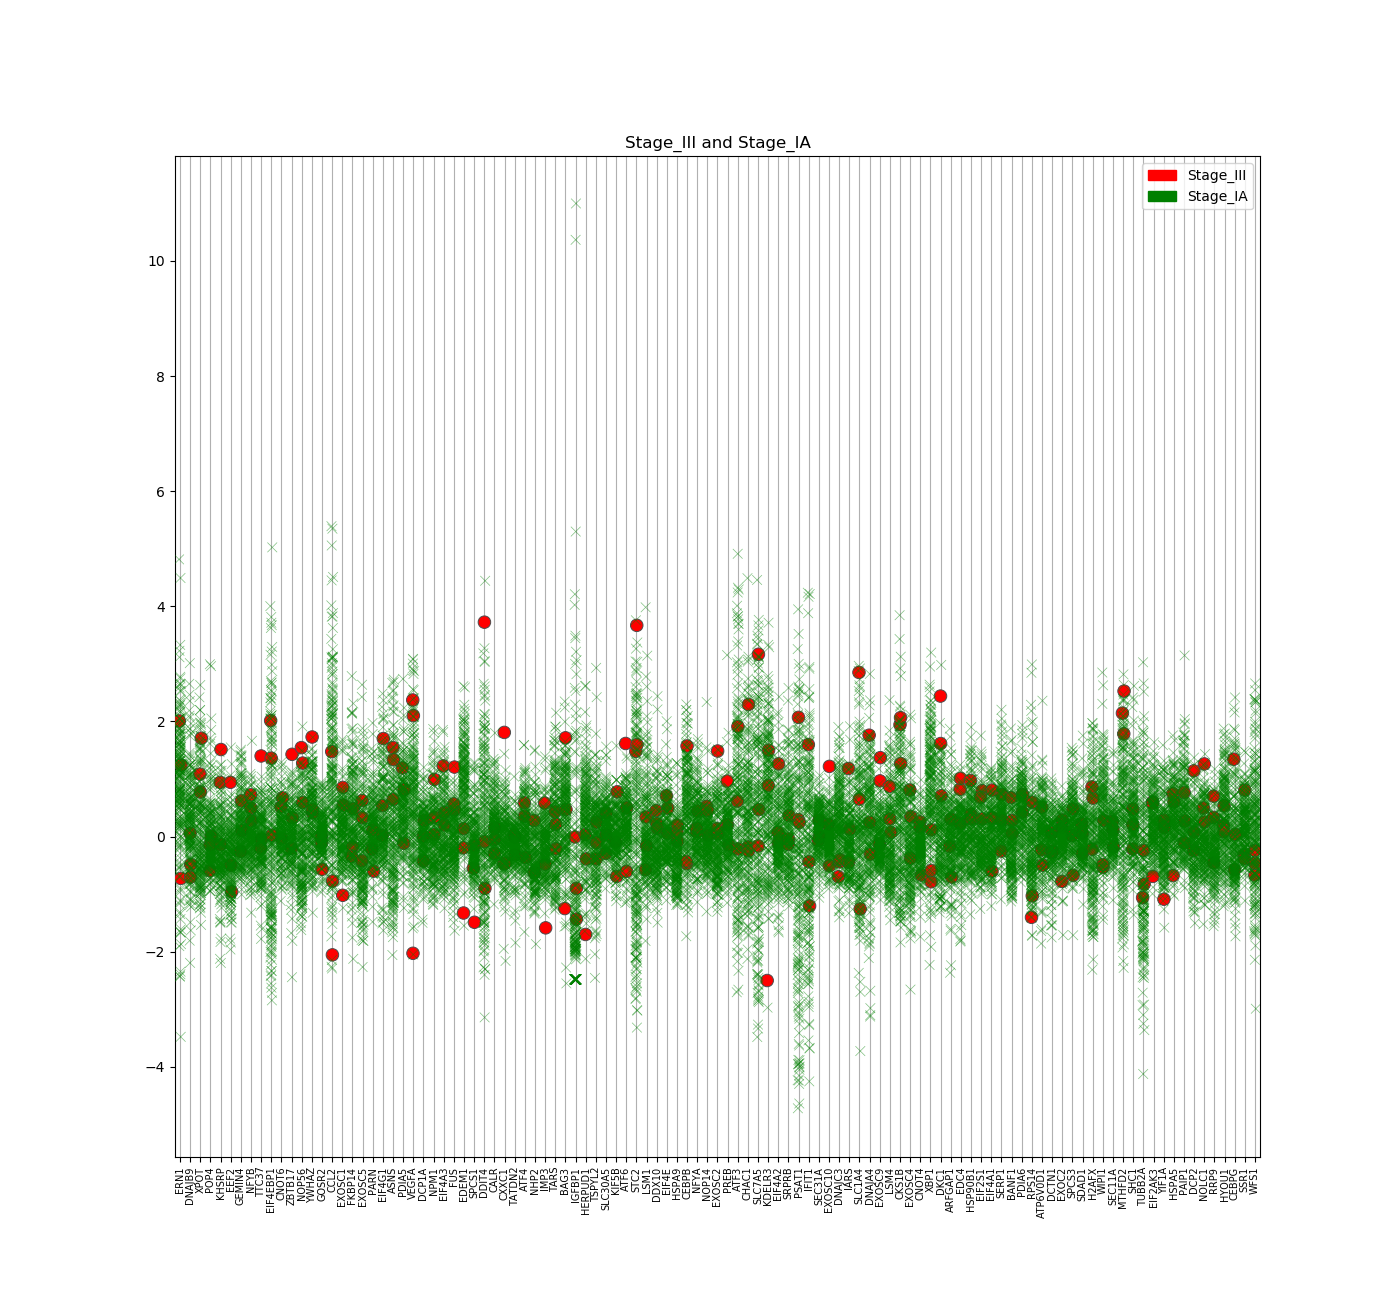 Stage_III and Stage_IA
Stage_III
Stage_IA
10
8
6
4
2
0
−2
−4
ERN1
DNAJB9
XPOT
POP4
KHSRP
EEF2
GEMIN4
NFYB
TTC37
EIF4EBP1
CNOT6
ZBTB17
NOP56
YWHAZ
GOSR2
CCL2
EXOSC1
FKBP14
EXOSC5
PARN
EIF4G1
ASNS
PDIA5
VEGFA
DCP1A
NPM1
EIF4A3
FUS
EDEM1
SPCS1
DDIT4
CALR
CXXC1
TATDN2
ATF4
NHP2
IMP3
TARS
BAG3
IGFBP1
HERPUD1
TSPYL2
SLC30A5
KIF5B
ATF6
STC2
LSM1
DDX10
EIF4E
HSPA9
CEBPB
NFYA
NOP14
EXOSC2
PREB
ATF3
CHAC1
SLC7A5
KDELR3
EIF4A2
SRPRB
PSAT1
IFIT1
SEC31A
EXOSC10
DNAJC3
IARS
SLC1A4
DNAJA4
EXOSC9
LSM4
CKS1B
EXOSC4
CNOT4
XBP1
DKC1
ARFGAP1
EDC4
HSP90B1
EIF2S1
EIF4A1
SERP1
BANF1
PDIA6
RPS14
ATP6V0D1
ECTN1
EXOC2
SPCS3
SDAD1
H2AFX
WIPI1
SEC11A
MTHFD2
SHC1
TUBB2A
EIF2AK3
YIF1A
HSPA5
PAIP1
DCP2
NOLC1
RRP9
HYOU1
CEBPG
SSR1
WFS1